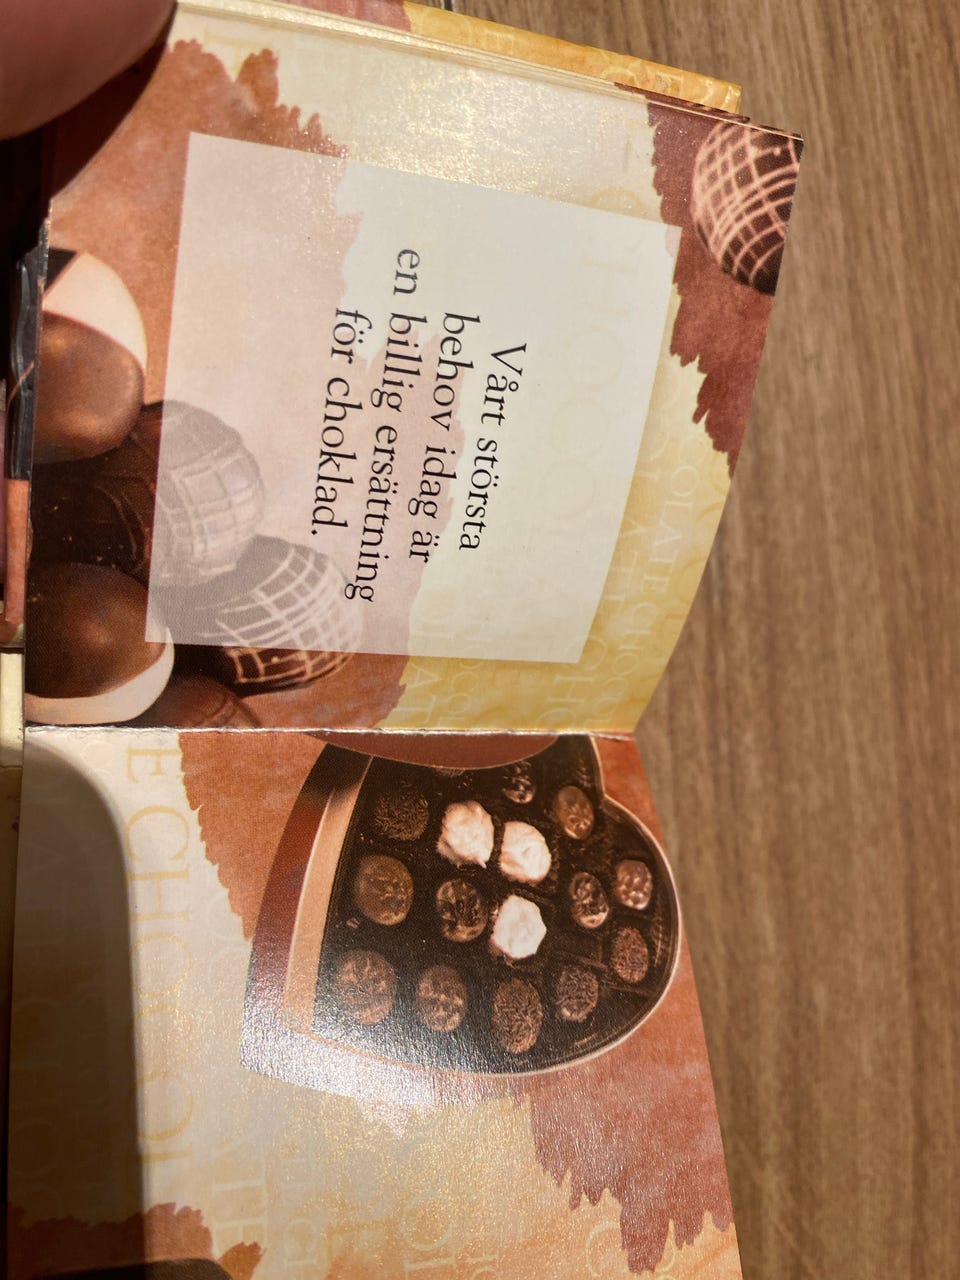 Vårt största
behov idag är
en billig ersättning
för choklad.